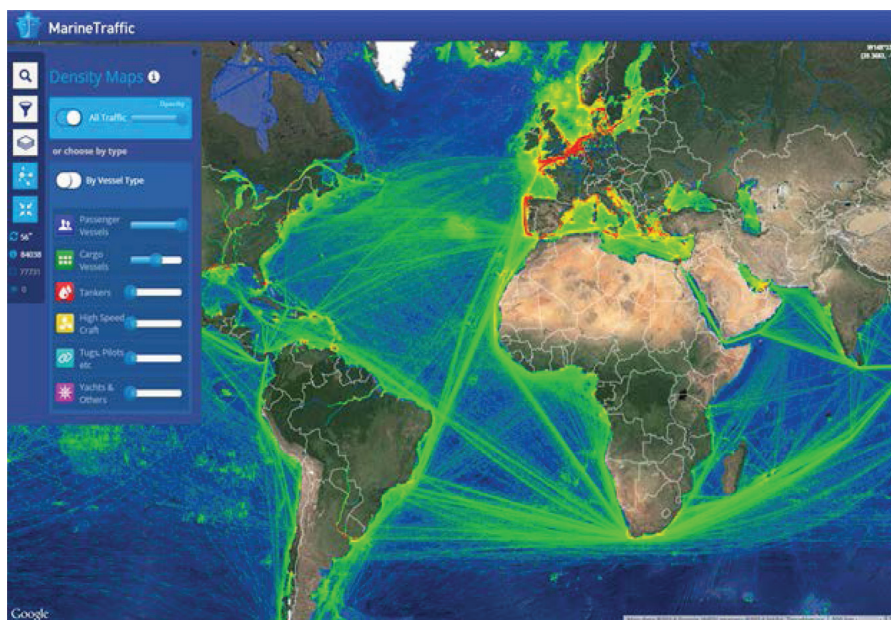 MarineTraffic
Density Maps
Opacity
All Traffic
or choose by type
By Vessel Type
Passenger
Vessels
Cargo
Vessels
Tankers
High Speed
Craft
Tugs, Pilots
etc
Yachts &
Others
56"
84038
77731
0
Google